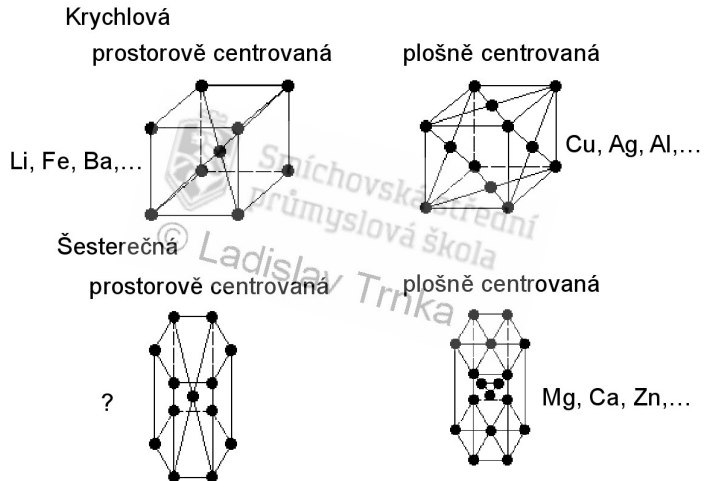 Krychlová
prostorově centrovaná
plošně centrovaná
Li, Fe, Ba,...
Cu, Ag, Al,...
Smíchovská střední
průmyslová škola
© Ladislav Trnka
Šesterečná
prostorově centrovaná
plošně centrovaná
?
Mg, Ca, Zn,...